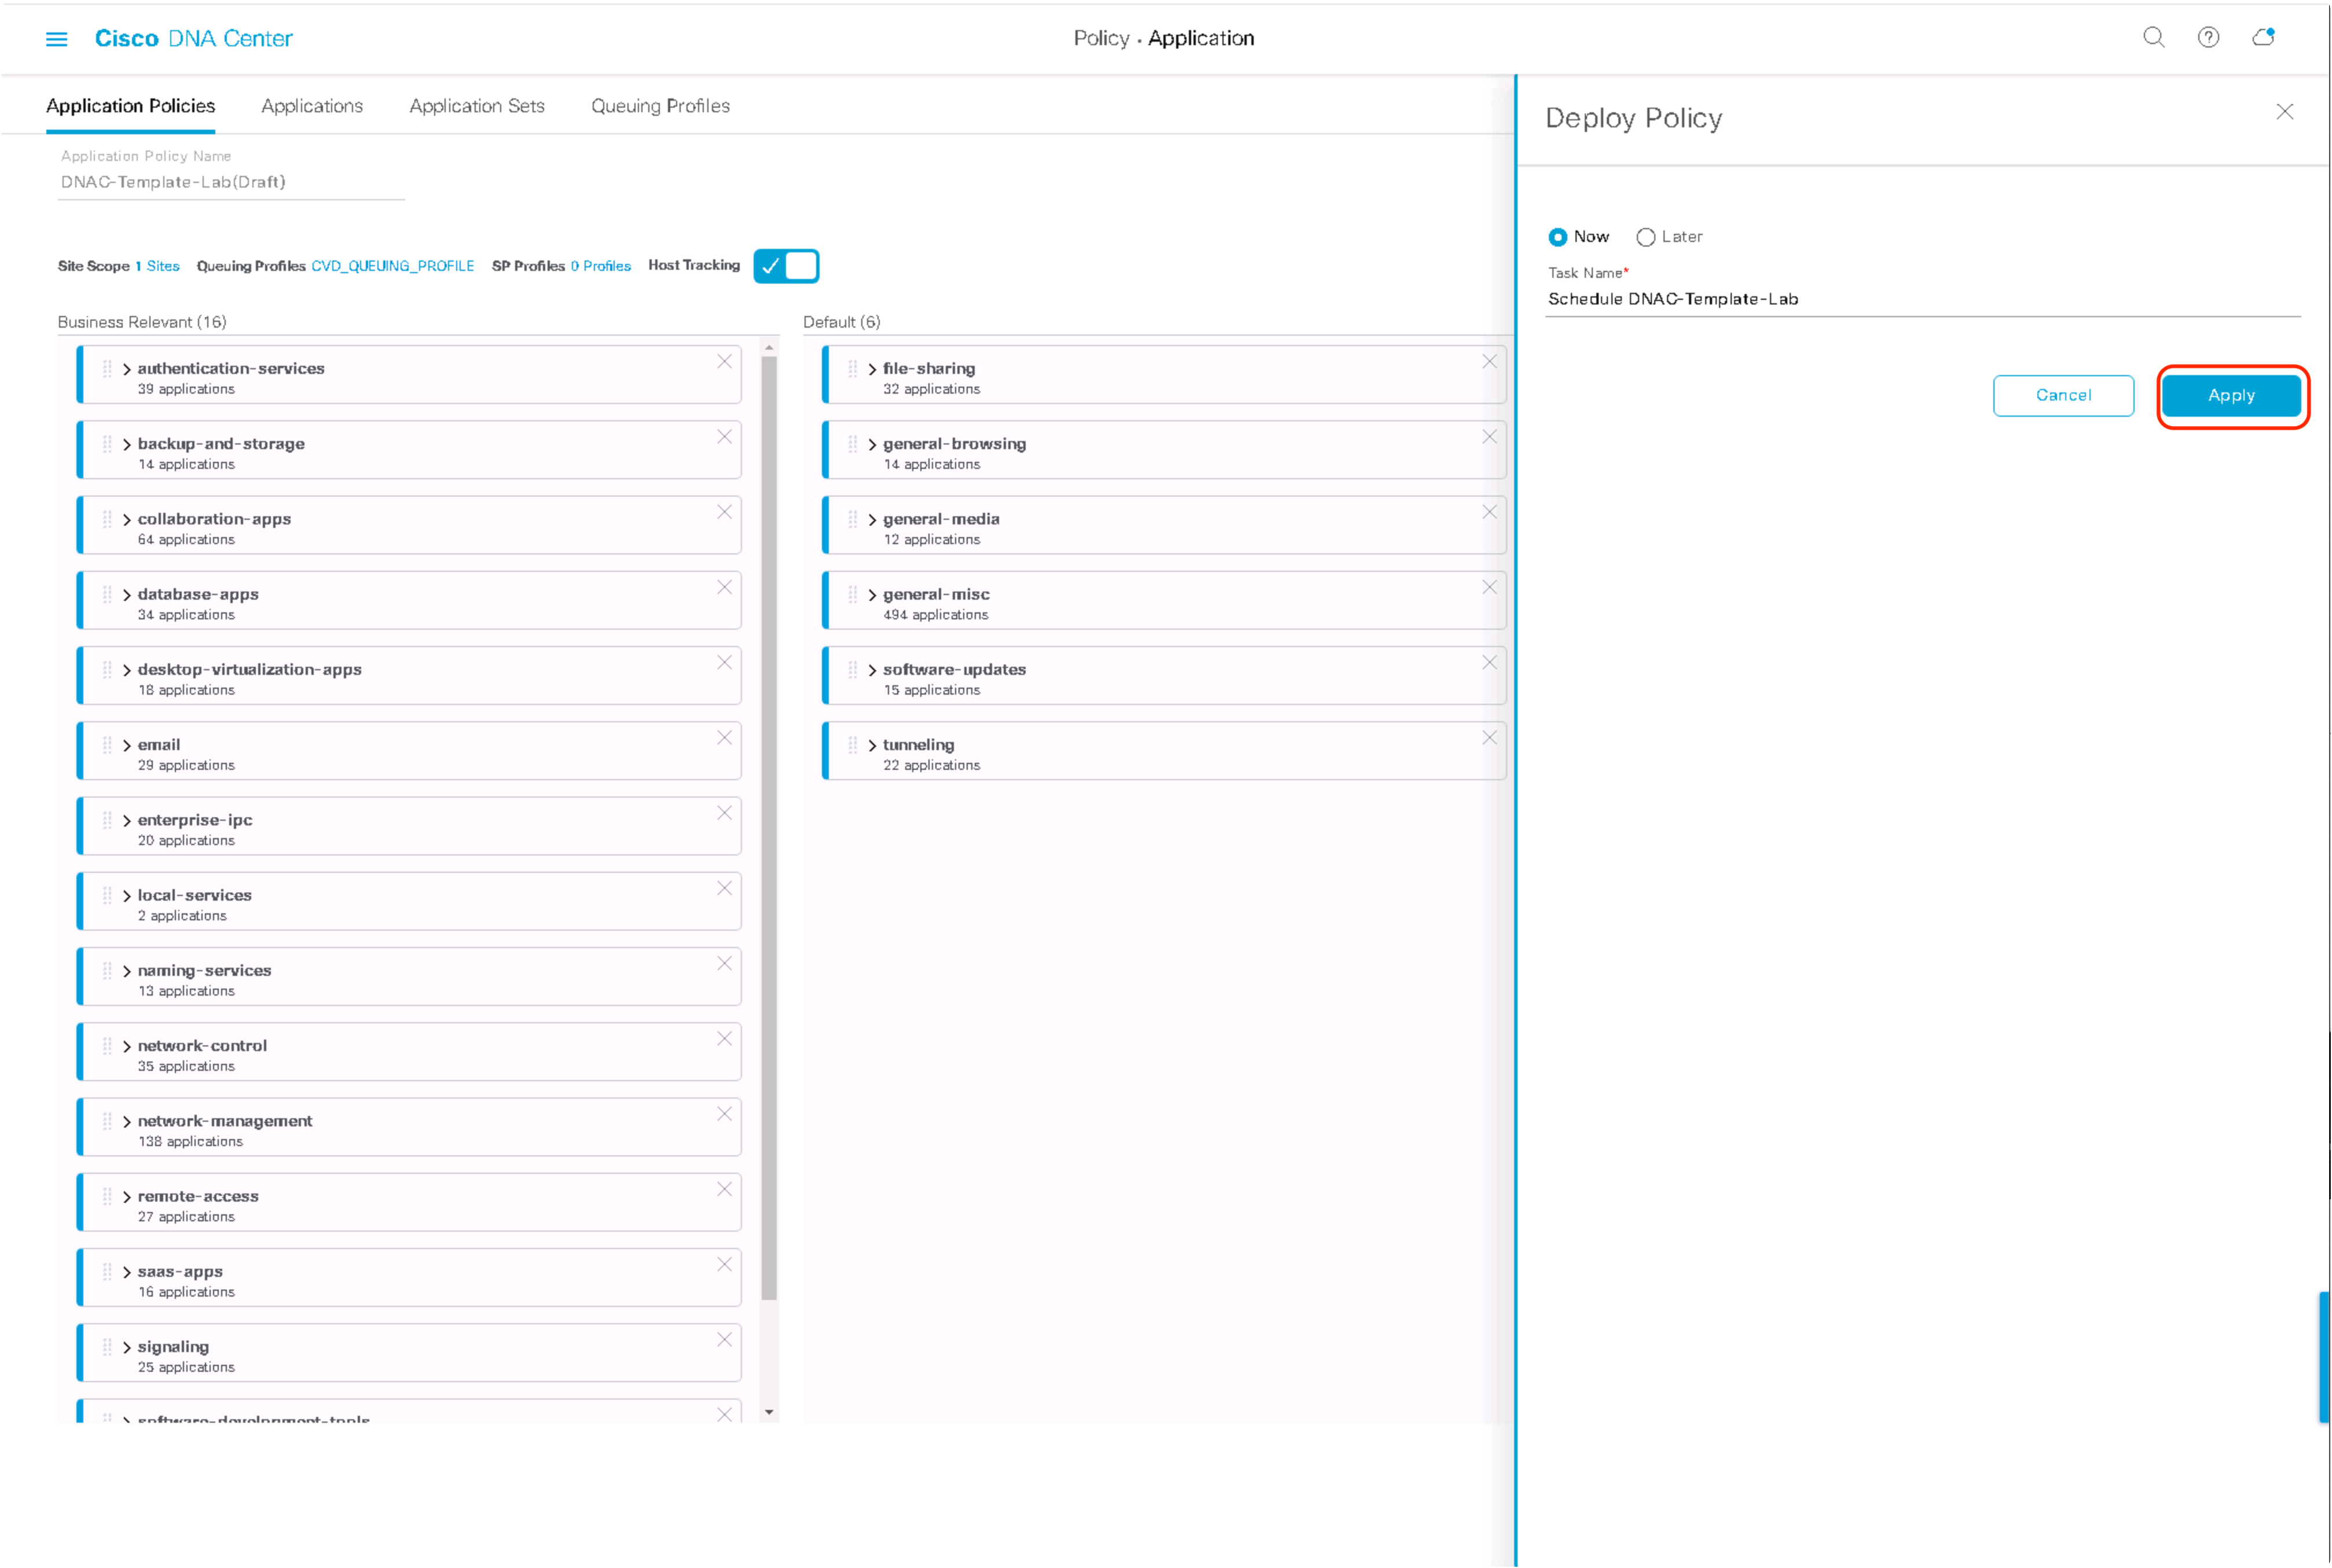 Cisco DNA Center
Policy · Application
Application Policies
Applications
Application Sets
Queuing Profiles
Application Policy Name
DNAC-Template-Lab(Draft)
Site Scope 1 Sites Queuing Profiles CVD_QUEUING_PROFILE SP Profiles 0 Profiles Host Tracking
Business Relevant (16)
authentication-services
39 applications
backup-and-storage
14 applications
collaboration-apps
64 applications
database-apps
34 applications
desktop-virtualization-apps
18 applications
email
29 applications
enterprise-ipc
20 applications
local-services
2 applications
naming-services
13 applications
network-control
35 applications
network-management
138 applications
remote-access
27 applications
saas-apps
16 applications
signaling
25 applications
software-development-tools
Default (6)
file-sharing
32 applications
general-browsing
14 applications
general-media
12 applications
general-misc
494 applications
software-updates
15 applications
tunneling
22 applications
Deploy Policy
Now
Later
Task Name*
Schedule DNAC-Template-Lab
Cancel
Apply